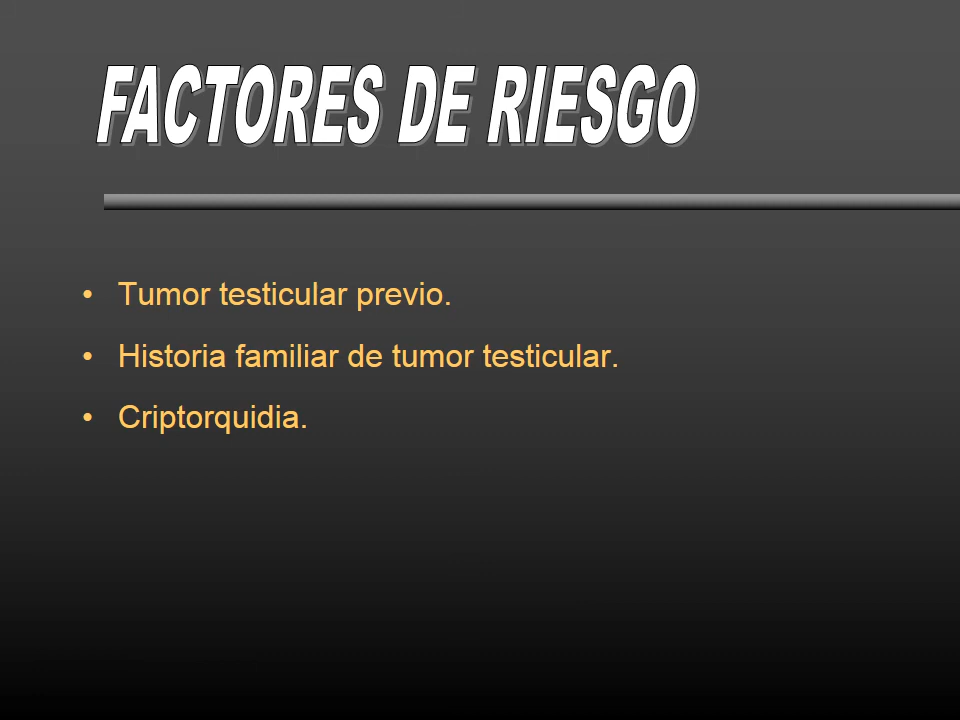 FACTORES DE RIESGO
• Tumor testicular previo.
• Historia familiar de tumor testicular.
• Criptorquidia.